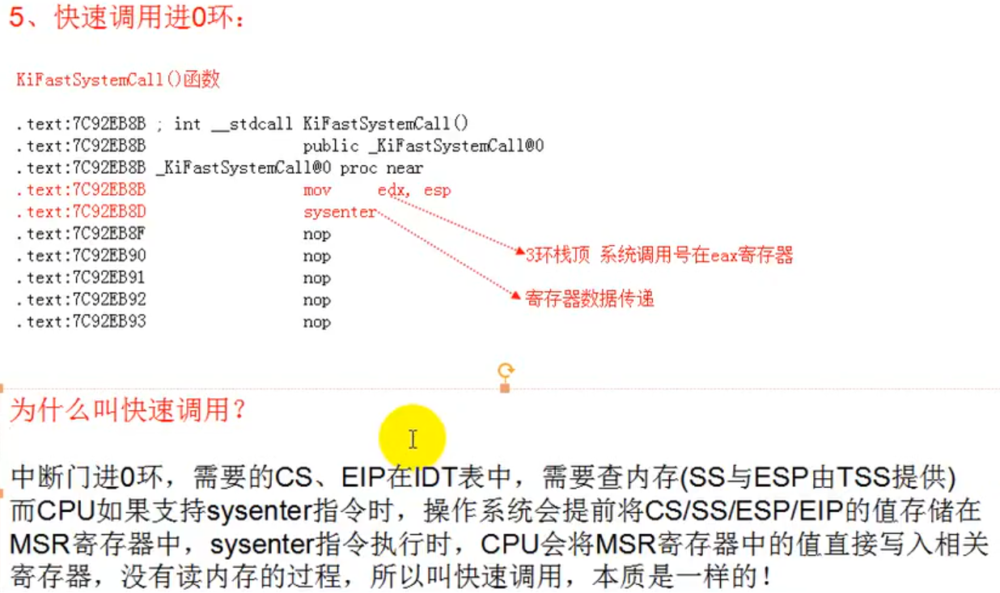 5、快速调用进0环：
KiFastSystemCall()函数
.text:7C92EB8B ; int __stdcall KiFastSystemCall()
.text:7C92EB8B public _KiFastSystemCall@0
.text:7C92EB8B _KiFastSystemCall@0 proc near
.text:7C92EB8B mov edx, esp
.text:7C92EB8D sysenter
.text:7C92EB8F nop
.text:7C92EB90 nop
3环栈顶 系统调用号在eax寄存器
.text:7C92EB91 nop
.text:7C92EB92 nop
寄存器数据传递
.text:7C92EB93 nop
为什么叫快速调用？
中断门进0环，需要的CS、EIP在IDT表中，需要查内存(SS与ESP由TSS提供)
而CPU如果支持sysenter指令时，操作系统会提前将CS/SS/ESP/EIP的值存储在
MSR寄存器中，sysenter指令执行时，CPU会将MSR寄存器中的值直接写入相关
寄存器，没有读内存的过程，所以叫快速调用，本质是一样的！